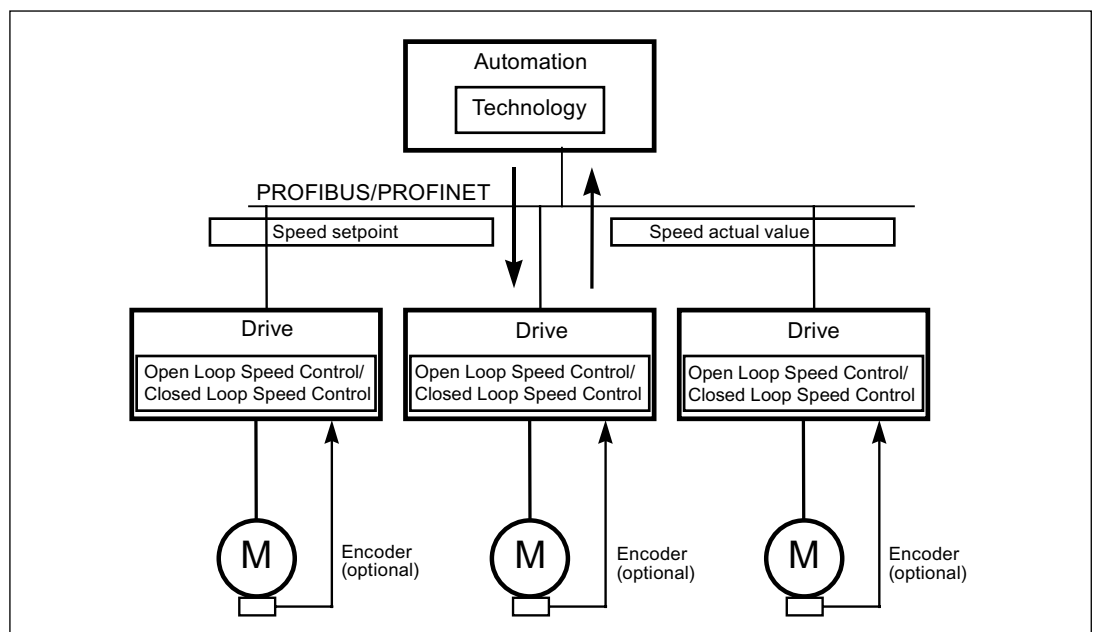 Automation
Technology
PROFIBUS/PROFINET
Speed setpoint
Speed actual value
Drive
Open Loop Speed Control/
Closed Loop Speed Control
Drive
Open Loop Speed Control/
Closed Loop Speed Control
Drive
Open Loop Speed Control/
Closed Loop Speed Control
M
Encoder
(optional)
M
Encoder
(optional)
M
Encoder
(optional)